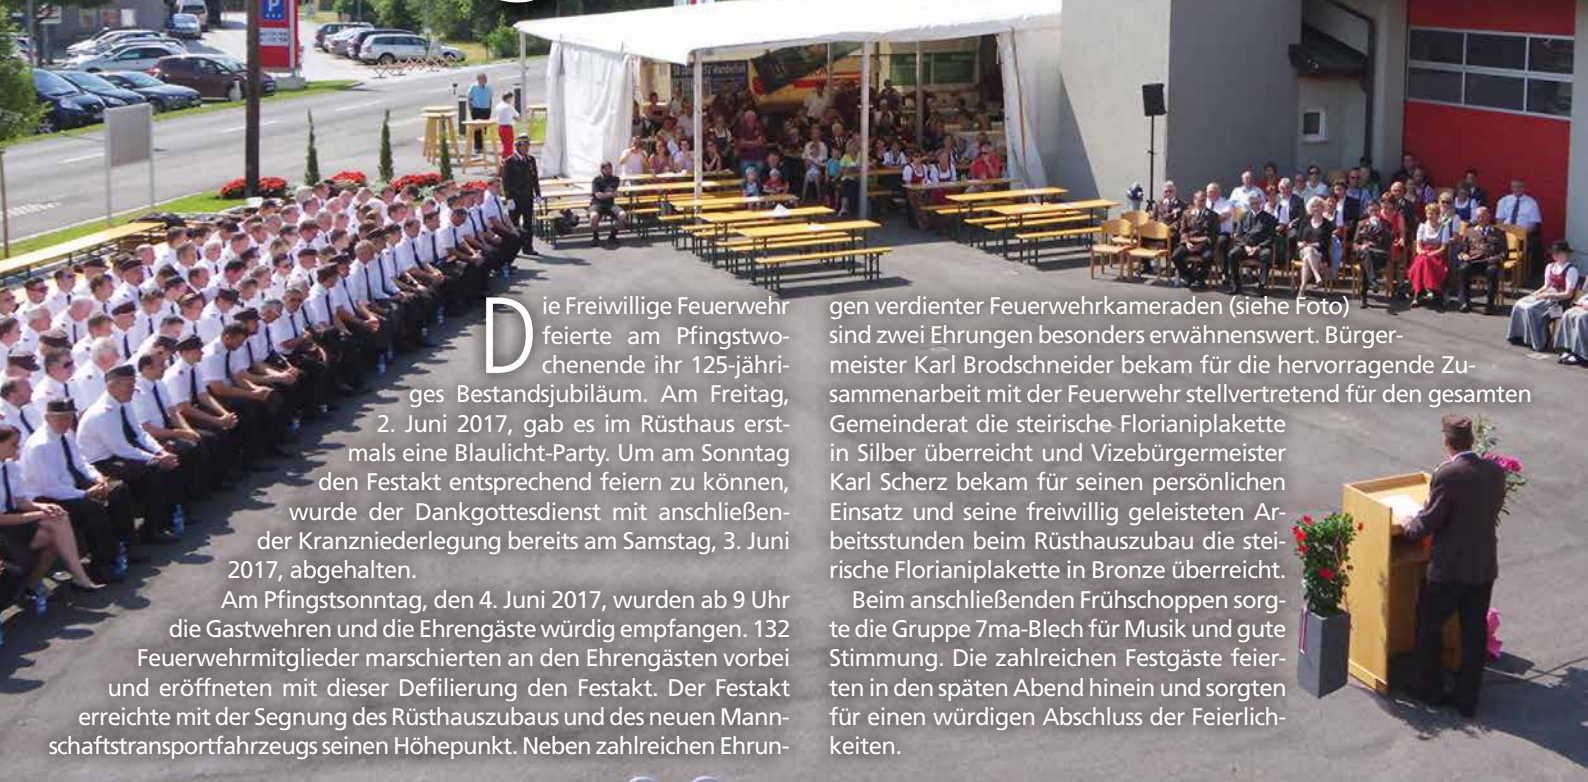 P
Die Freiwillige Feuerwehr
feierte am Pfingstwo-
chenende ihr 125-jähri-
ges Bestandsjubiläum. Am Freitag,
2. Juni 2017, gab es im Rüsthaus erst-
mals eine Blaulicht-Party. Um am Sonntag
den Festakt entsprechend feiern zu können,
wurde der Dankgottesdienst mit anschließen-
der Kranzniederlegung bereits am Samstag, 3. Juni
2017, abgehalten.
Am Pfingstsonntag, den 4. Juni 2017, wurden ab 9 Uhr
die Gastwehren und die Ehrengäste würdig empfangen. 132
Feuerwehrmitglieder marschierten an den Ehrengästen vorbei
und eröffneten mit dieser Defilierung den Festakt. Der Festakt
erreichte mit der Segnung des Rüsthauszubaus und des neuen Mann-
schaftstransportfahrzeugs seinen Höhepunkt. Neben zahlreichen Ehrun-
gen verdienter Feuerwehrkameraden (siehe Foto)
sind zwei Ehrungen besonders erwähnenswert. Bürger-
meister Karl Brodschneider bekam für die hervorragende Zu-
sammenarbeit mit der Feuerwehr stellvertretend für den gesamten
Gemeinderat die steirische Florianiplakette
in Silber überreicht und Vizebürgermeister
Karl Scherz bekam für seinen persönlichen
Einsatz und seine freiwillig geleisteten Ar-
beitsstunden beim Rüsthauszubau die stei-
rische Florianiplakette in Bronze überreicht.
Beim anschließenden Frühschoppen sorg-
te die Gruppe 7ma-Blech für Musik und gute
Stimmung. Die zahlreichen Festgäste feier-
ten in den späten Abend hinein und sorgten
für einen würdigen Abschluss der Feierlich-
keiten.